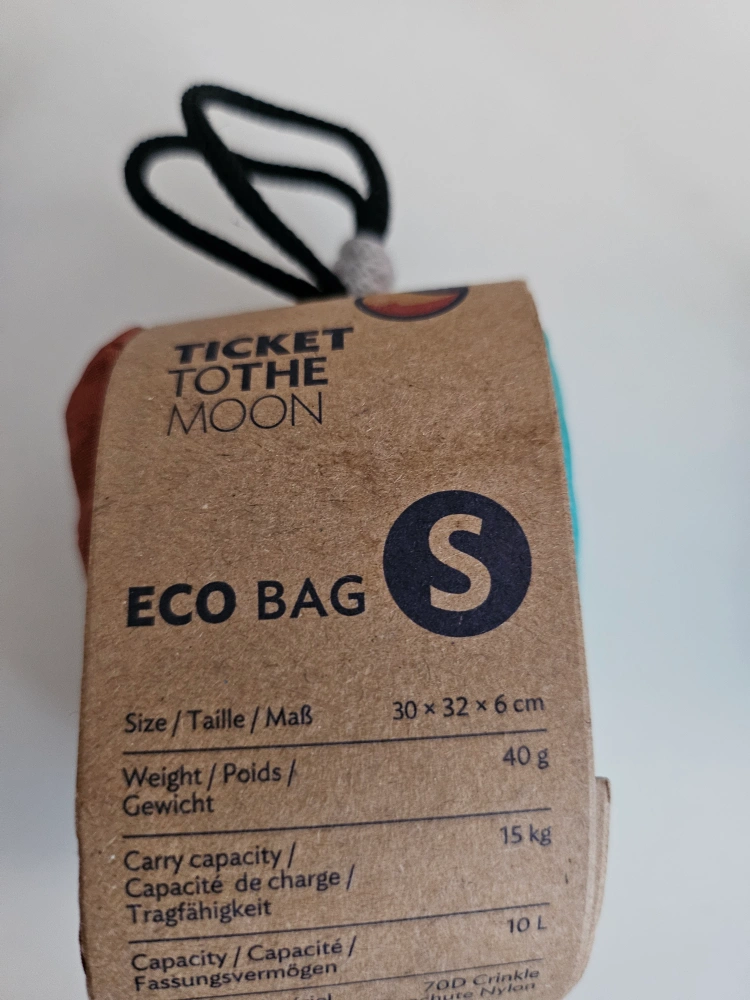 TICKET
TOTHE
MOON
ECO BAG S
Size / Taille / Maß 30 × 32 × 6 cm
Weight / Poids / 40 g
Gewicht
Carry capacity / 15 kg
Capacité de charge /
Tragfähigkeit
Capacity / Capacité / 10 L
Fassungsvermögen
70D Crinkle
Nylon